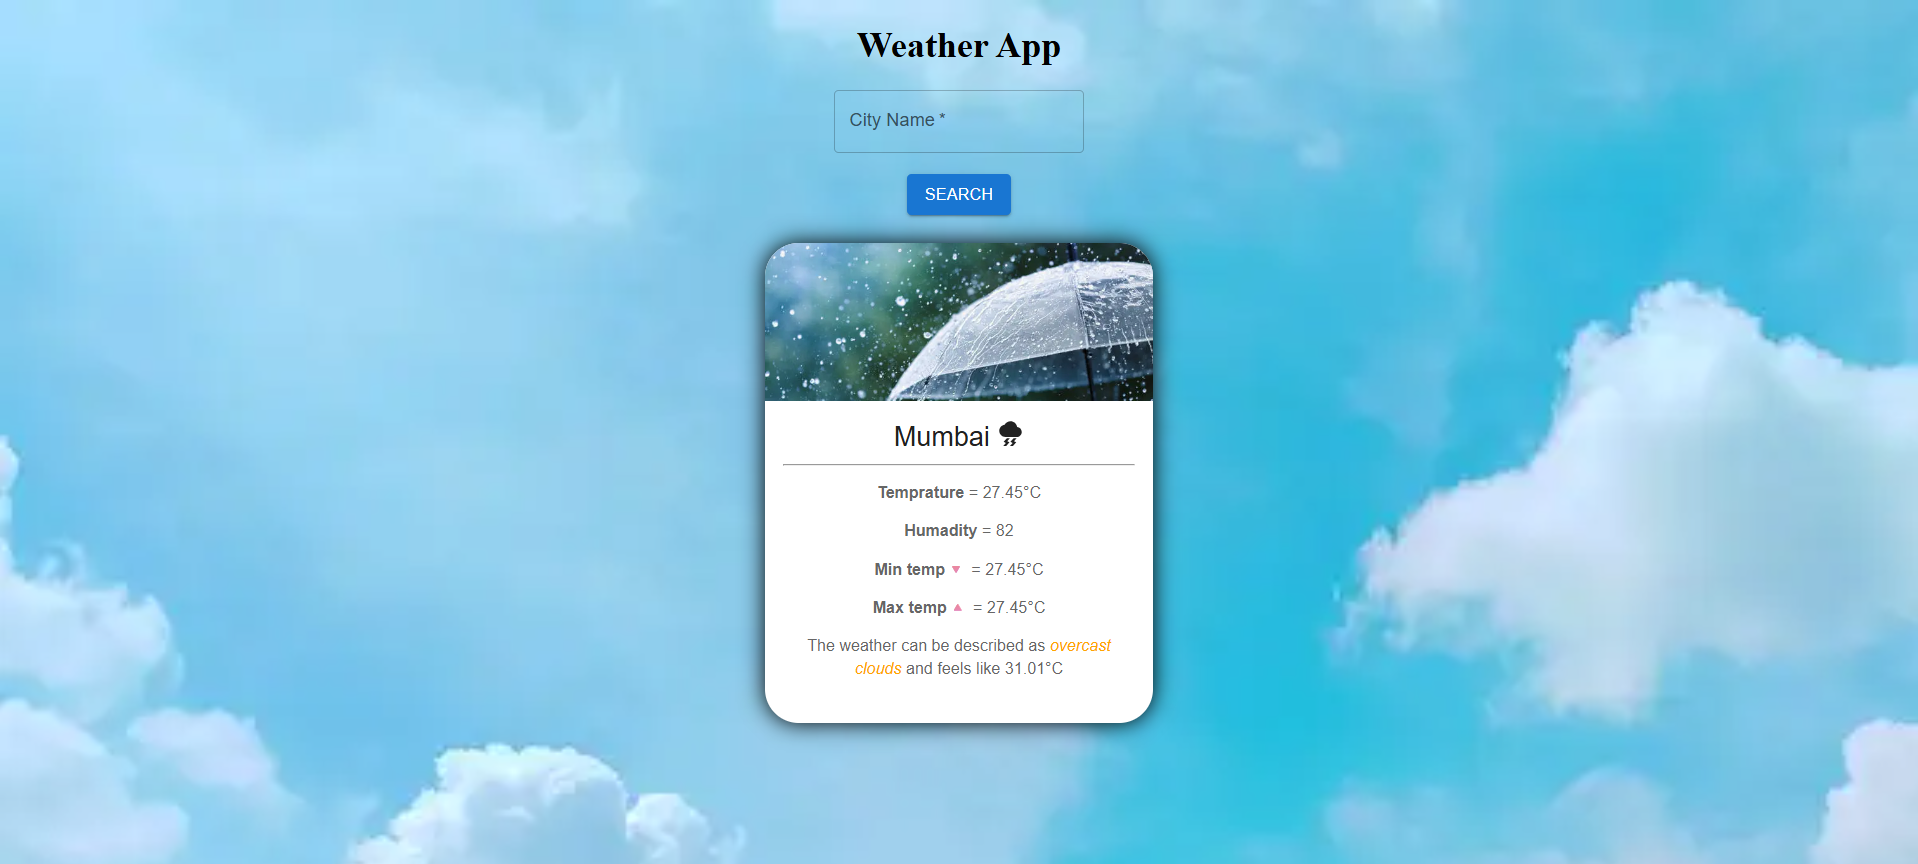 Weather App
City Name *
SEARCH
Mumbai
Temprature = 27.45°C
Humadity = 82
Min temp = 27.45°C
Max temp = 27.45°C
The weather can be described as overcast
clouds and feels like 31.01°C